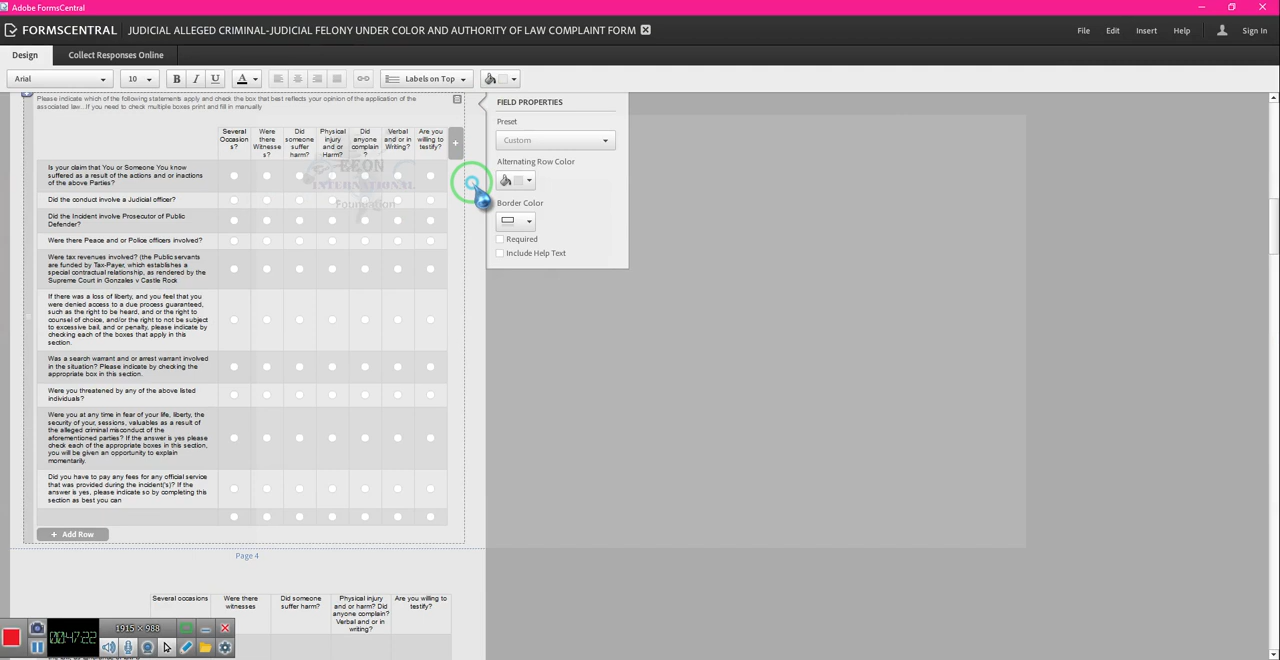 Adobe FormsCentral
FORMSCENTRAL
JUDICIAL ALLEGED CRIMINAL-JUDICIAL FELONY UNDER COLOR AND AUTHORITY OF LAW COMPLAINT FORM
File
Edit
Insert
Help
Sign In
Design
Collect Responses Online
Arial
10
B
I
U
A
Labels on Top
Please indicate which of the following statements apply and check the box that best reflects your opinion of the application of the
associated law...If you need to check multiple boxes print and fill in manually
FIELD PROPERTIES
Preset
Custom
Alternating Row Color
Border Color
Required
Include Help Text
Several
Occasion
s?
Were
there
Witnesse
s?
Did
someone
suffer
harm?
Physical
injury
and or
Harm?
Did
anyone
complain
?
Verbal
and/or in
Writing?
Are you
willing to
testify?
+
LEON
INTERNATIONAL
Foundation
Is your claim that You or Someone You know
suffered as a result of the actions and or inactions
of the above Parties?
Did the conduct involve a Judicial officer?
Did the Incident involve Prosecutor of Public
Defender?
Were there Peace and or Police officers involved?
Were tax revenues involved? (the Public servants
are funded by Tax-Payer, which establishes a
special contractual relationship, as rendered by the
Supreme Court in Gonzales v Castle Rock
If there was a loss of liberty, and you feel that you
were denied access to a due process guaranteed,
such as the right to be heard, and or the right to
counsel of choice, and/or the right to not be subject
to excessive bail, and or penalty, please indicate by
checking each of the boxes that apply in this
section.
Was a search warrant and or arrest warrant involved
in the situation? Please indicate by checking the
appropriate box in this section.
Were you threatened by any of the above listed
individuals?
Were you at any time in fear of your life, liberty, the
security of your, sessions, valuables as a result of
the alleged criminal misconduct of the
aforementioned parties? If the answer is yes please
check each of the appropriate boxes in this section,
you will be given an opportunity to explain
momentarily.
Did you have to pay any fees for any official service
that was provided during the incident(s)? If the
answer is yes, please indicate so by completing this
section as best you can
+ Add Row
Page 4
Several occasions
Were there
witnesses
Did someone
suffer harm?
Physical injury
and or harm? Did
anyone complain?
Verbal and/or in
writing?
Are you willing to
testify?
00:47:22
1915 × 988